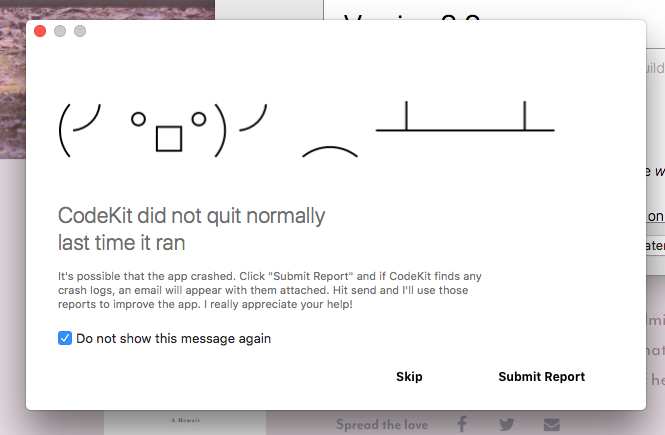 (╯°□°)╯ ⌒ ┻━┻
CodeKit did not quit normally
last time it ran
It's possible that the app crashed. Click "Submit Report" and if CodeKit finds any
crash logs, an email will appear with them attached. Hit send and I'll use those
reports to improve the app. I really appreciate your help!
Do not show this message again
Skip
Submit Report
on
A Memoir
Spread the love